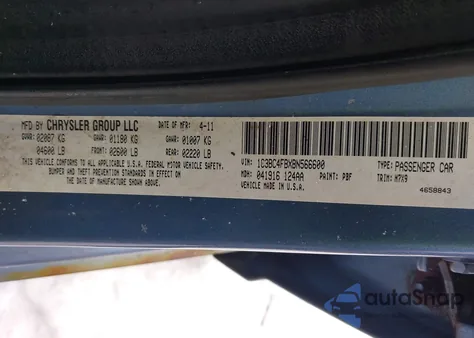 MFD BY CHRYSLER GROUP LLC DATE OF MFR: 4-11
GVWR: 02087 KG GAWR: 01180 KG GAWR: 01007 KG
04600 LB FRONT: 02600 LB REAR: 02220 LB
THIS VEHICLE CONFORMS TO ALL APPLICABLE U.S.A. FEDERAL MOTOR VEHICLE SAFETY,
BUMPER AND THEFT PREVENTION STANDARDS IN EFFECT ON
THE DATE OF MANUFACTURE SHOWN ABOVE.
VIN: 1C3BC4FBXBN566600 TYPE: PASSENGER CAR
MDH: 041916 124AA PAINT: PBF TRIM: M7X9
VEHICLE MADE IN U.S.A. 4658843
autoSnap